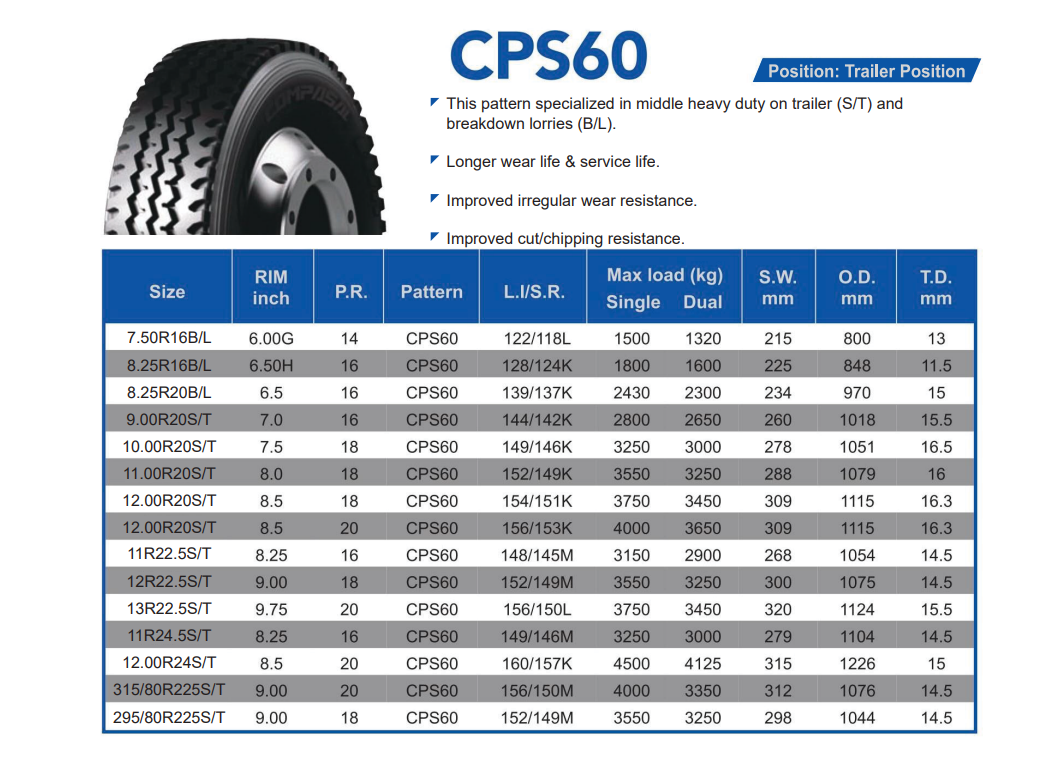 COMPASAL
CPS60
Position: Trailer Position
This pattern specialized in middle heavy duty on trailer (S/T) and
breakdown lorries (B/L).
Longer wear life & service life.
Improved irregular wear resistance.
Improved cut/chipping resistance.
Size RIM inch P.R. Pattern L.I/S.R. Max load (kg) Single Dual S.W. mm O.D. mm T.D. mm
7.50R16B/L 6.00G 14 CPS60 122/118L 1500 1320 215 800 13
8.25R16B/L 6.50H 16 CPS60 128/124K 1800 1600 225 848 11.5
8.25R20B/L 6.5 16 CPS60 139/137K 2430 2300 234 970 15
9.00R20S/T 7.0 16 CPS60 144/142K 2800 2650 260 1018 15.5
10.00R20S/T 7.5 18 CPS60 149/146K 3250 3000 278 1051 16.5
11.00R20S/T 8.0 18 CPS60 152/149K 3550 3250 288 1079 16
12.00R20S/T 8.5 18 CPS60 154/151K 3750 3450 309 1115 16.3
12.00R20S/T 8.5 20 CPS60 156/153K 4000 3650 309 1115 16.3
11R22.5S/T 8.25 16 CPS60 148/145M 3150 2900 268 1054 14.5
12R22.5S/T 9.00 18 CPS60 152/149M 3550 3250 300 1075 14.5
13R22.5S/T 9.75 20 CPS60 156/150L 3750 3450 320 1124 15.5
11R24.5S/T 8.25 16 CPS60 149/146M 3250 3000 279 1104 14.5
12.00R24S/T 8.5 20 CPS60 160/157K 4500 4125 315 1226 15
315/80R225S/T 9.00 20 CPS60 156/150M 4000 3350 312 1076 14.5
295/80R225S/T 9.00 18 CPS60 152/149M 3550 3250 298 1044 14.5